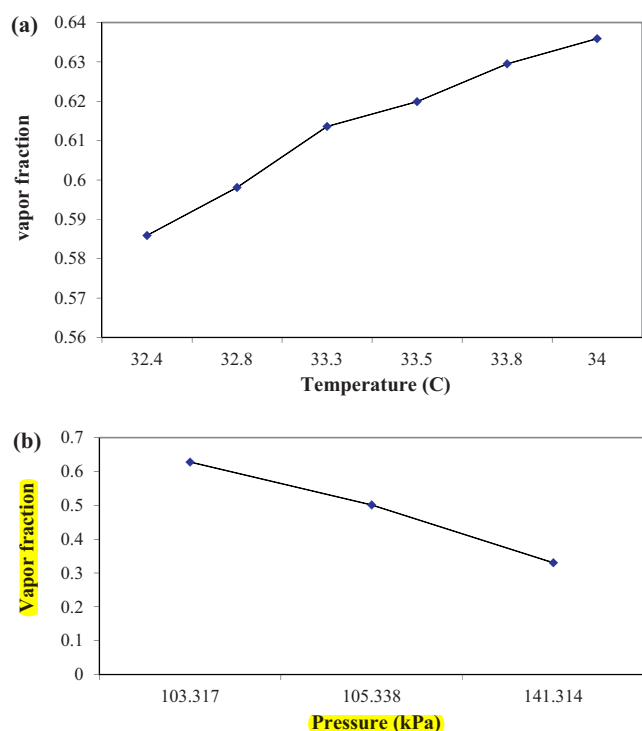 (a)
0.64
0.63
0.62
0.61
0.6
0.59
0.58
0.57
0.56
vapor fraction
32.4 32.8 33.3 33.5 33.8 34
Temperature (C)
(b)
0.7
0.6
0.5
0.4
0.3
0.2
0.1
0
Vapor fraction
103.317 105.338 141.314
Pressure (kPa)